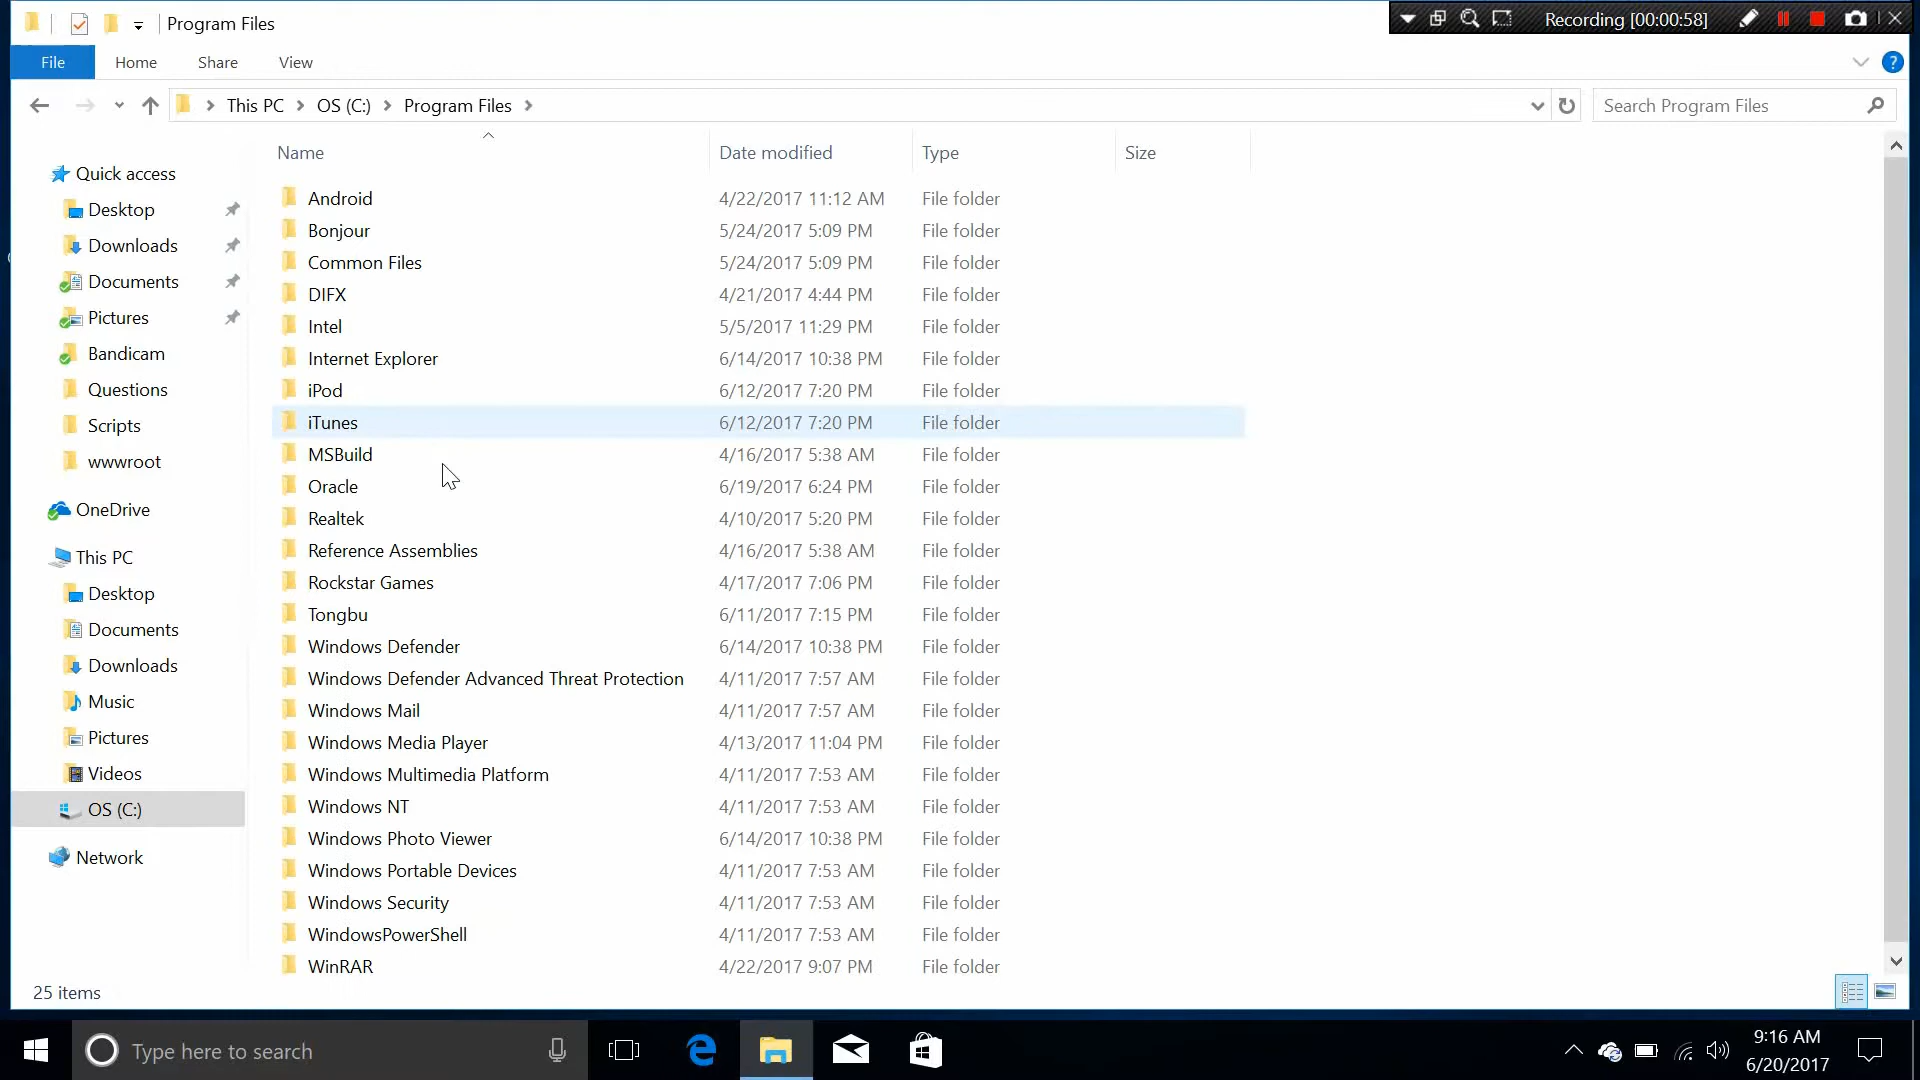 Program Files
Recording [00:00:58]
File Home Share View
This PC OS (C:) Program Files
Search Program Files
Name Date modified Type Size
Quick access
Desktop
Downloads
Documents
Pictures
Bandicam
Questions
Scripts
wwwroot
OneDrive
This PC
Desktop
Documents
Downloads
Music
Pictures
Videos
OS (C:)
Network
Android 4/22/2017 11:12 AM File folder
Bonjour 5/24/2017 5:09 PM File folder
Common Files 5/24/2017 5:09 PM File folder
DIFX 4/21/2017 4:44 PM File folder
Intel 5/5/2017 11:29 PM File folder
Internet Explorer 6/14/2017 10:38 PM File folder
iPod 6/12/2017 7:20 PM File folder
iTunes 6/12/2017 7:20 PM File folder
MSBuild 4/16/2017 5:38 AM File folder
Oracle 6/19/2017 6:24 PM File folder
Realtek 4/10/2017 5:20 PM File folder
Reference Assemblies 4/16/2017 5:38 AM File folder
Rockstar Games 4/17/2017 7:06 PM File folder
Tongbu 6/11/2017 7:15 PM File folder
Windows Defender 6/14/2017 10:38 PM File folder
Windows Defender Advanced Threat Protection 4/11/2017 7:57 AM File folder
Windows Mail 4/11/2017 7:57 AM File folder
Windows Media Player 4/13/2017 11:04 PM File folder
Windows Multimedia Platform 4/11/2017 7:53 AM File folder
Windows NT 4/11/2017 7:53 AM File folder
Windows Photo Viewer 6/14/2017 10:38 PM File folder
Windows Portable Devices 4/11/2017 7:53 AM File folder
Windows Security 4/11/2017 7:53 AM File folder
WindowsPowerShell 4/11/2017 7:53 AM File folder
WinRAR 4/22/2017 9:07 PM File folder
25 items
Type here to search
9:16 AM
6/20/2017